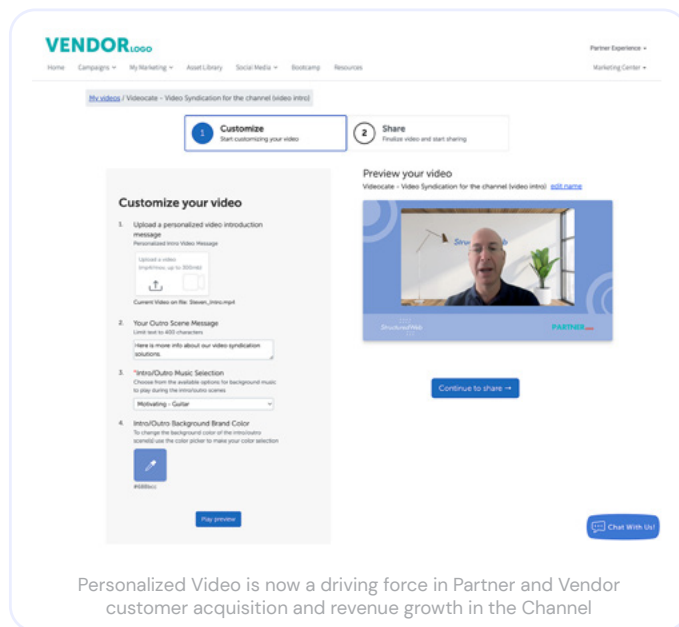 VENDORLOGO
Partner Experience
Home Campaigns My Marketing Asset Library Social Media Bootcamp Resources
Marketing Center
My videos / Videocate - Video Syndication for the channel (video intro)
1 Customize
Start customizing your video
2 Share
Finalize video and start sharing
Customize your video
1. Upload a personalized video introduction
message
Personalized Intro Video Message
Upload a video
(mp4/mov, up to 300mb)
Current Video on file: Steven_Intro.mp4
2. Your Outro Scene Message
Limit text to 400 characters
Here is more info about our video syndication
solutions.
3. *Intro/Outro Music Selection
Choose from the available options for background music
to play during the intro/outro scenes
Motivating - Guitar
4. Intro/Outro Background Brand Color
To change the background color of the intro/outro
scene(s) use the color picker to make your color selection
Play preview
Preview your video
Videocate - Video Syndication for the channel (video intro) edit name
StructuredWeb
PARTNERLOGO
Continue to share →
Chat With Us!
Personalized Video is now a driving force in Partner and Vendor
customer acquisition and revenue growth in the Channel